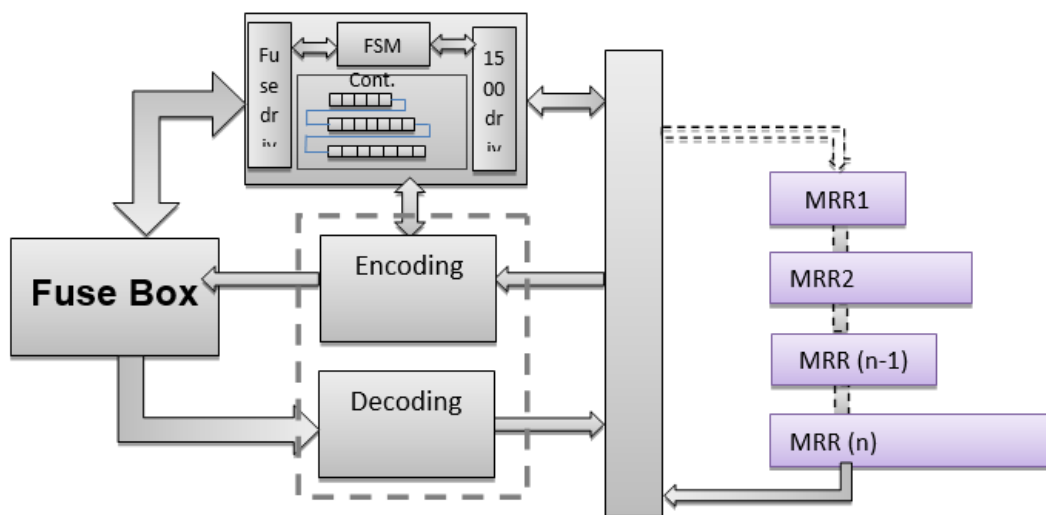 Fu
se
dr
FSM
Cont.
15
00
dr
Fuse Box
Encoding
Decoding
MRR1
MRR2
MRR (n-1)
MRR (n)